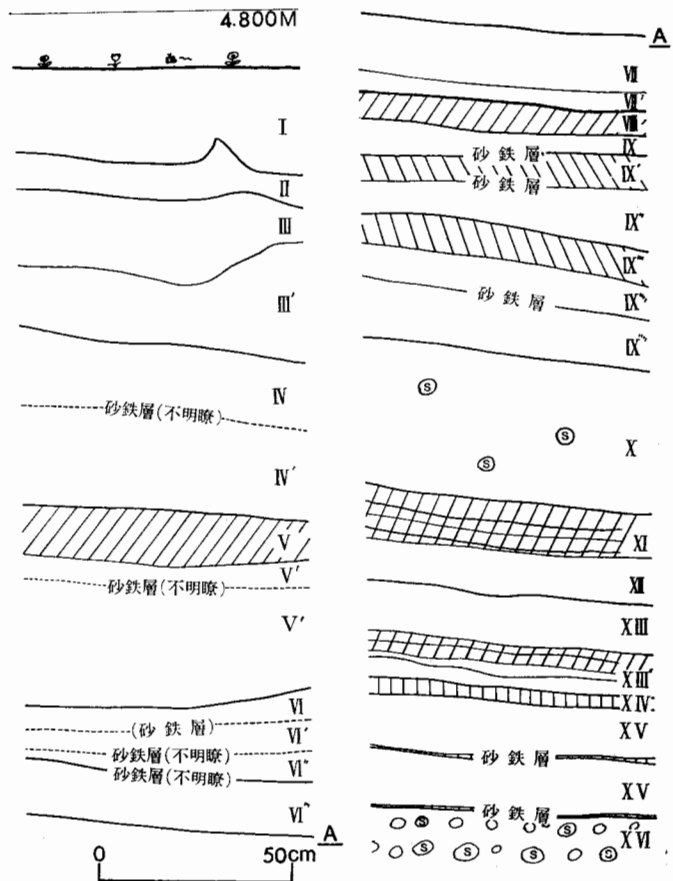 4.800M
I
II
III
III′
IV
砂鉄層(不明瞭)
IV′
V
V′
砂鉄層(不明瞭)
V′
VI
(砂鉄層)
VI′
砂鉄層(不明瞭)
VI″
砂鉄層(不明瞭)
VI‴
A
0 50cm
A
VII
VII′
VIII′
IX
砂鉄層
IX′
砂鉄層
IX″
IX‴
砂鉄層
X
S
S
S
XI
XII
XIII
XIII′
XIV
XV
砂鉄層
XV
砂鉄層
XVI
S
S
S
S
S
S